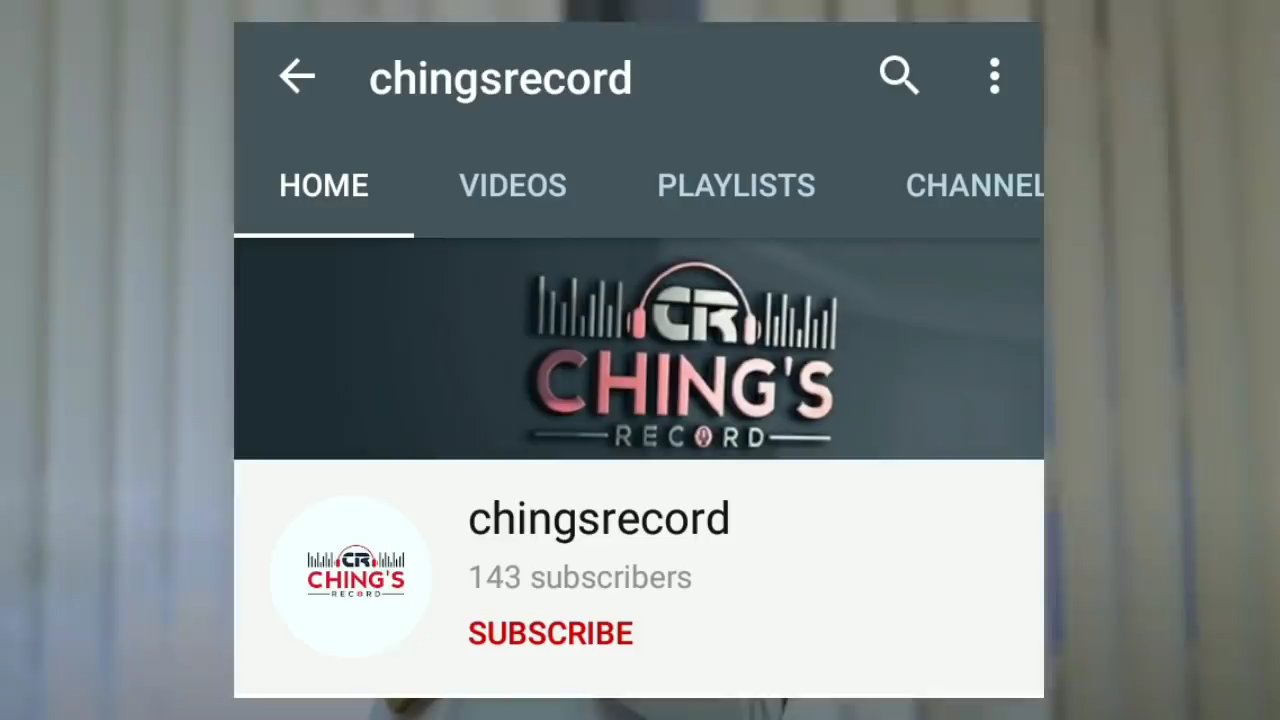 chingsrecord
HOME VIDEOS PLAYLISTS CHANNEL
CR
CHING'S
RECORD
chingsrecord
143 subscribers
CR
CHING'S
RECORD
SUBSCRIBE